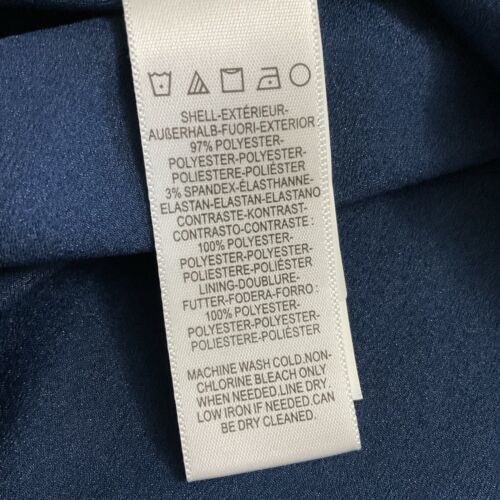 SHELL-EXTÉRIEUR-
AUßERHALB-FUORI-EXTERIOR:
97% POLYESTER-
POLYESTER-POLYESTER-
POLIESTERE-POLIÉSTER
3% SPANDEX-ÉLASTHANNE-
ELASTAN-ELASTAN-ELASTANO
CONTRASTE-KONTRAST-
CONTRASTO-CONTRASTE:
100% POLYESTER-
POLYESTER-POLYESTER-
POLIESTERE-POLIÉSTER
LINING-DOUBLURE-
FUTTER-FODERA-FORRO:
100% POLYESTER-
POLYESTER-POLYESTER-
POLIESTERE-POLIÉSTER
MACHINE WASH COLD.NON-
CHLORINE BLEACH ONLY
WHEN NEEDED.LINE DRY.
LOW IRON IF NEEDED.CAN
BE DRY CLEANED.